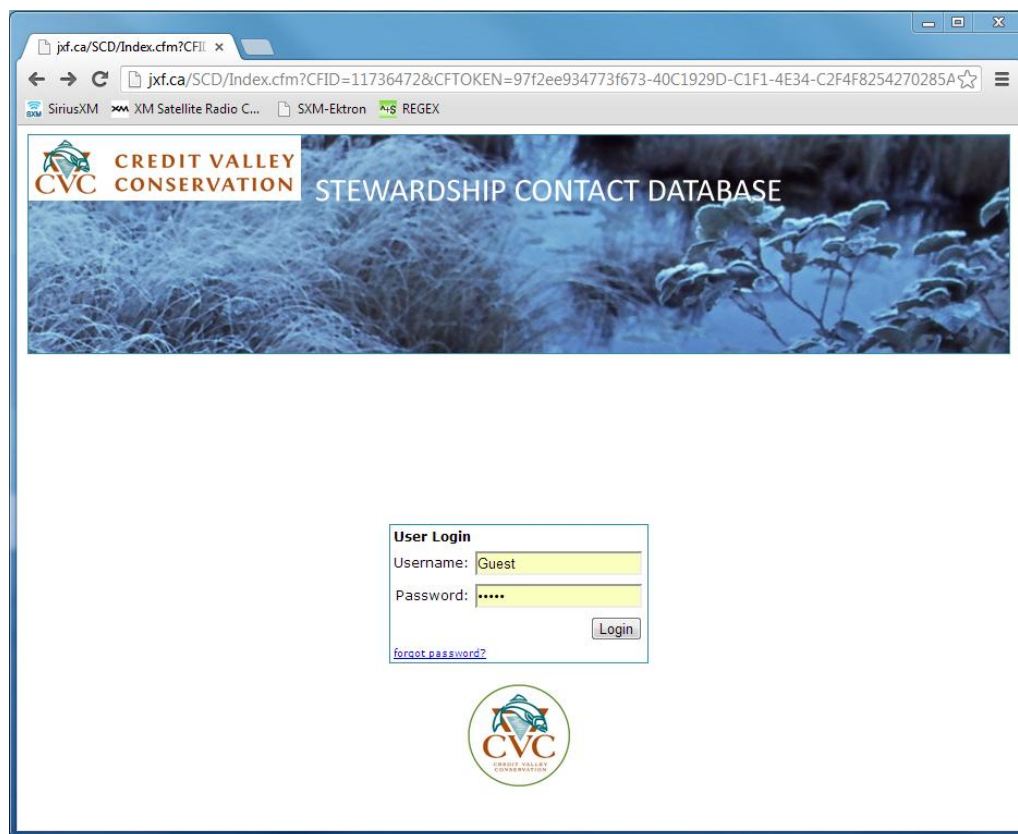 jxf.ca/SCD/Index.cfm?CFI
jxf.ca/SCD/Index.cfm?CFID=11736472&CFTOKEN=97f2ee934773f673-40C1929D-C1F1-4E34-C2F4F8254270285A
SXM SiriusXM XM XM Satellite Radio C... SXM-Ektron A+S REGEX
CVC CREDIT VALLEY CONSERVATION
STEWARDSHIP CONTACT DATABASE
User Login
Username: Guest
Password: •••••
Login
forgot password?
CVC
CREDIT VALLEY
CONSERVATION